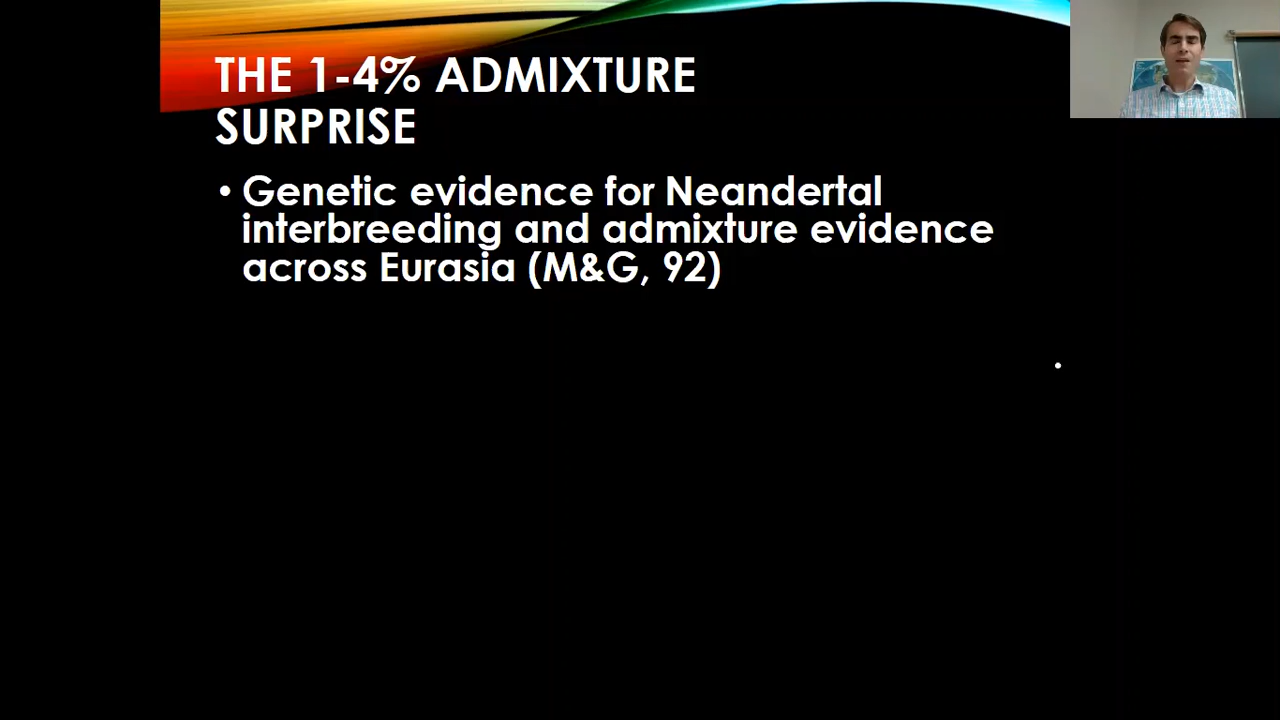 THE 1-4% ADMIXTURE
SURPRISE
• Genetic evidence for Neandertal
interbreeding and admixture evidence
across Eurasia (M&G, 92)